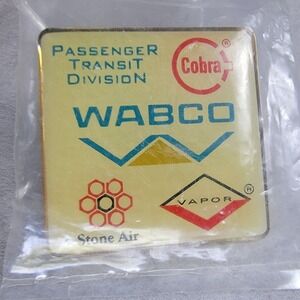 PASSENGER
TRANSIT
DIVISION
Cobra ®
WABCO
VAPOR ®
Stone Air